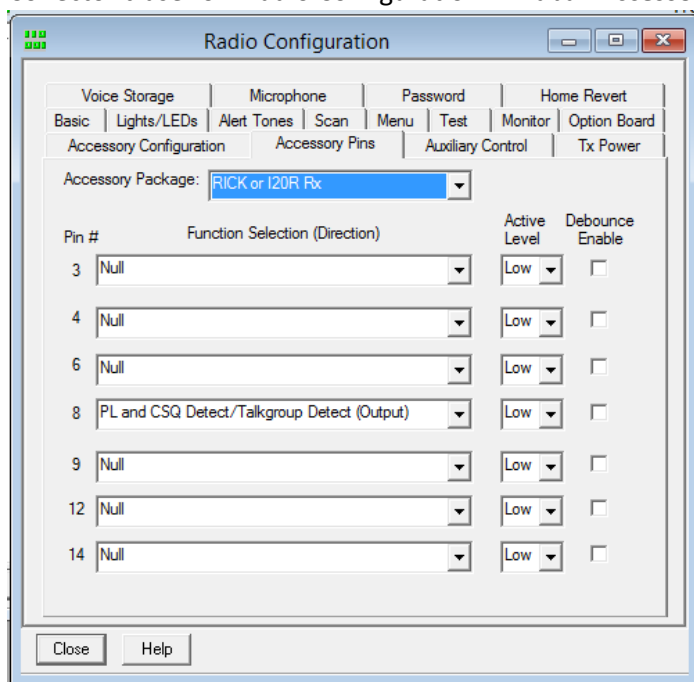 Radio Configuration
Voice Storage Microphone Password Home Revert
Basic Lights/LEDs Alert Tones Scan Menu Test Monitor Option Board
Accessory Configuration Accessory Pins Auxiliary Control Tx Power
Accessory Package: RICK or I20R Rx
Pin # Function Selection (Direction) Active Level Debounce Enable
3 Null Low
4 Null Low
6 Null Low
8 PL and CSQ Detect/Talkgroup Detect (Output) Low
9 Null Low
12 Null Low
14 Null Low
Close Help